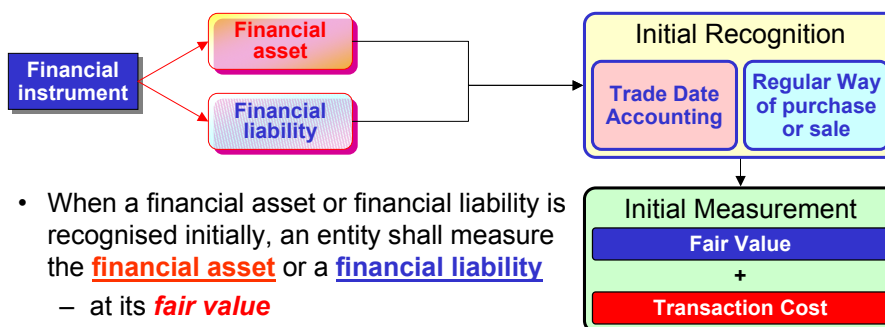 Financial
instrument
Financial
asset
Financial
liability
Initial Recognition
Trade Date
Accounting
Regular Way
of purchase
or sale
• When a financial asset or financial liability is
recognised initially, an entity shall measure
the financial asset or a financial liability
– at its fair value
Initial Measurement
Fair Value
+
Transaction Cost